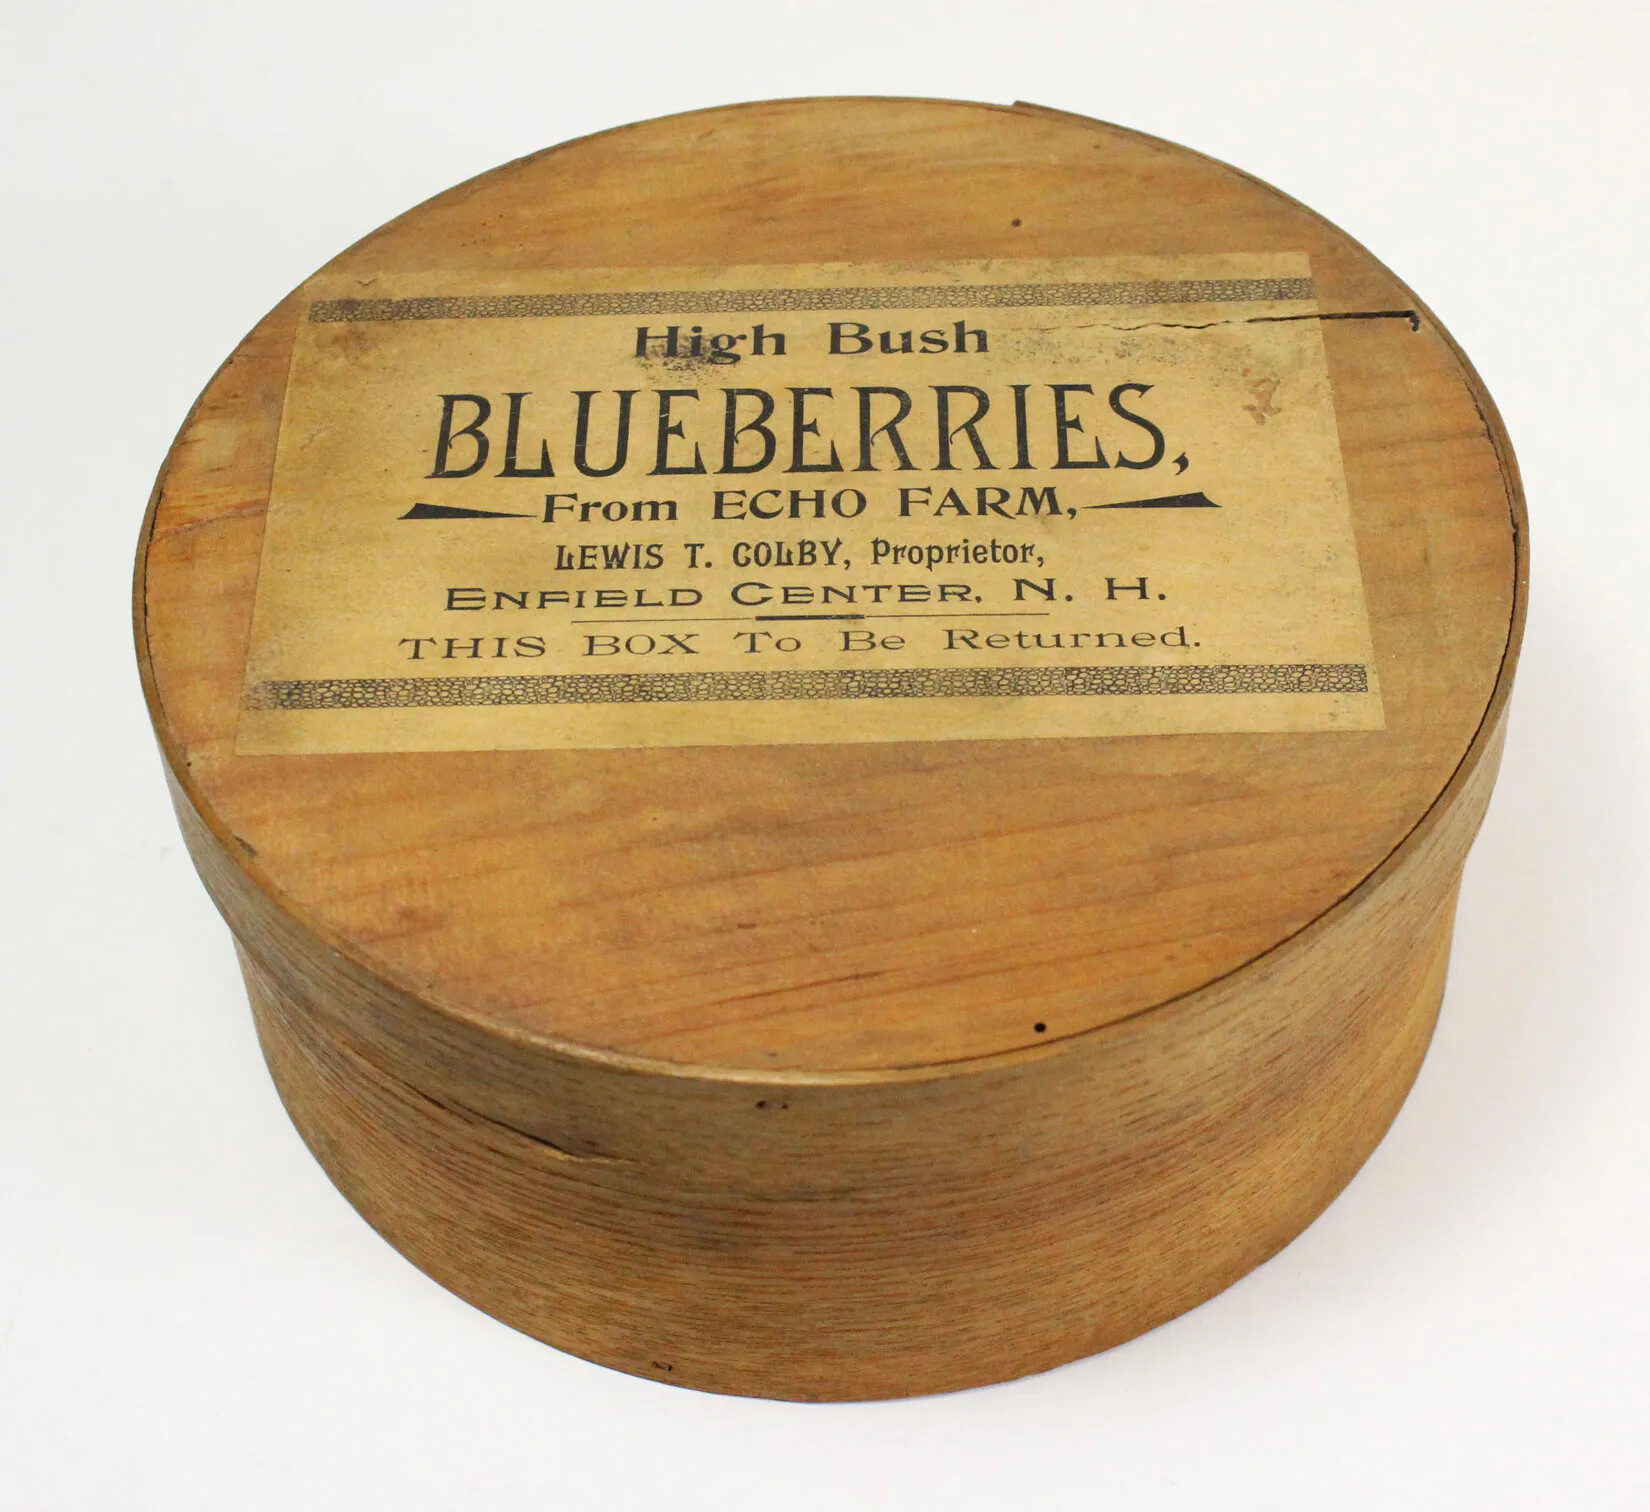 High Bush
BLUEBERRIES,
From ECHO FARM,
LEWIS T. COLBY, Proprietor,
ENFIELD CENTER, N. H.
THIS BOX To Be Returned.